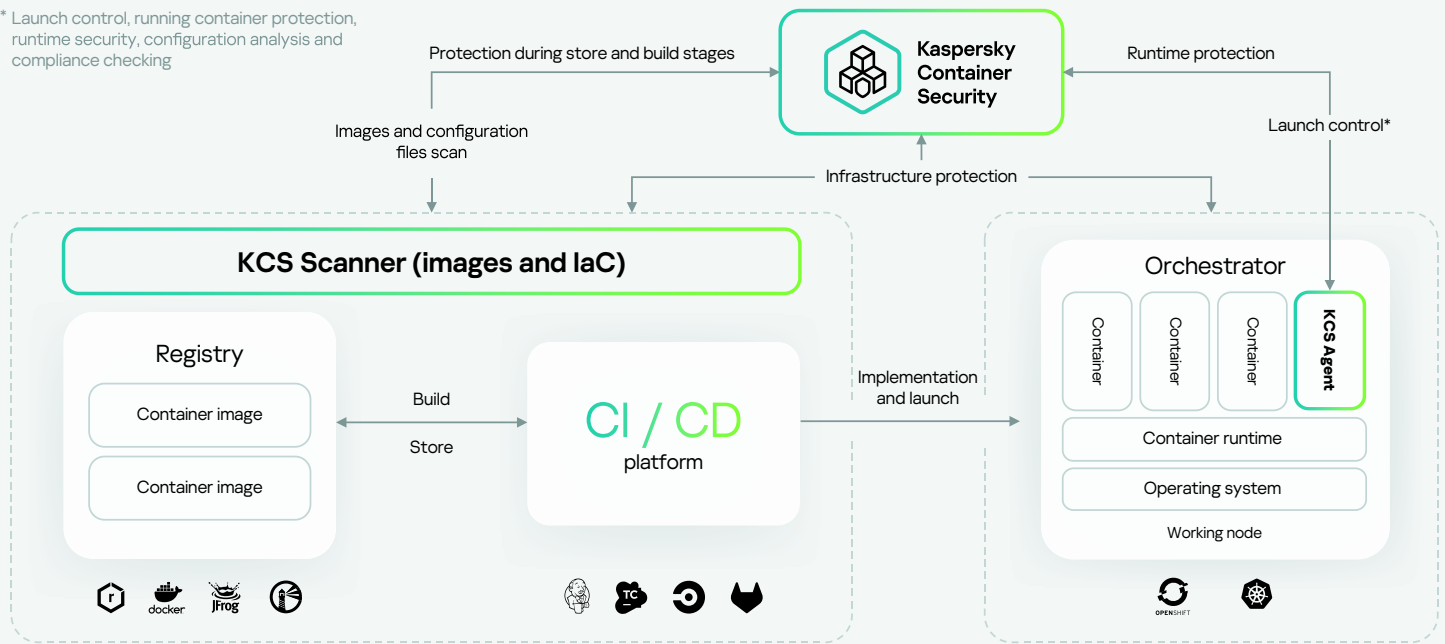 * Launch control, running container protection,
runtime security, configuration analysis and
compliance checking
Protection during store and build stages
Kaspersky
Container
Security
Runtime protection
Images and configuration
files scan
Launch control*
Infrastructure protection
KCS Scanner (images and IaC)
Registry
Container image
Container image
Build
Store
CI / CD
platform
Implementation
and launch
Orchestrator
Container
Container
Container
KCS Agent
Container runtime
Operating system
Working node
r
docker
JFrog
TC
OPENSHIFT